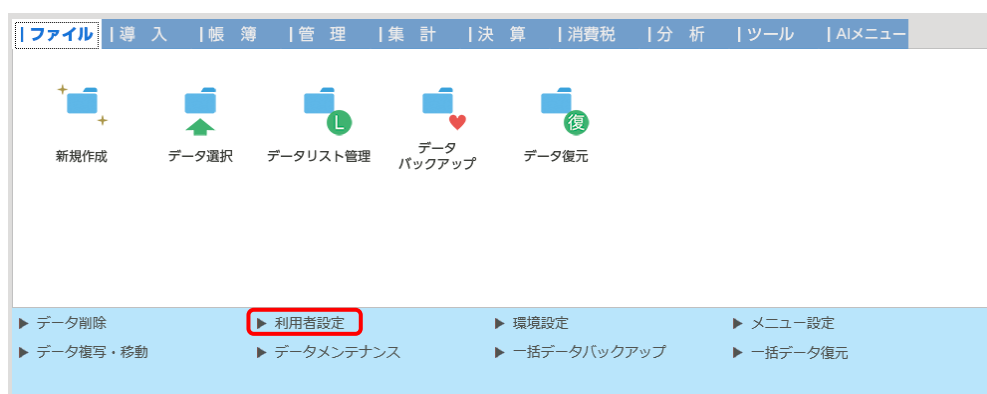 |ファイル |導 入 |帳 簿 |管 理 |集 計 |決 算 |消費税 |分 析 |ツール |AIメニュー
L
復
新規作成 データ選択 データリスト管理 データ データ復元
バックアップ
▶ データ削除 ▶ 利用者設定 ▶ 環境設定 ▶ メニュー設定
▶ データ複写・移動 ▶ データメンテナンス ▶ 一括データバックアップ ▶ 一括データ復元